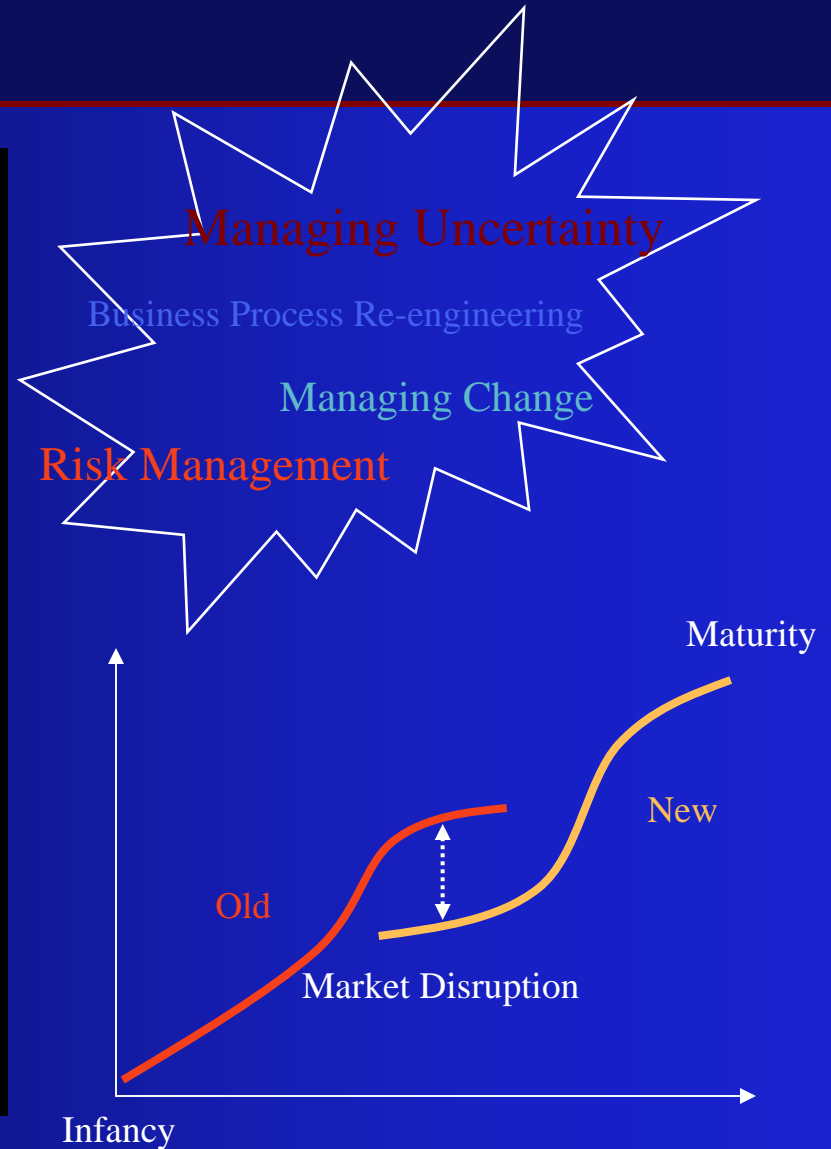 Managing Uncertainty
Business Process Re-engineering
Managing Change
Risk Management
Maturity
New
Old
Market Disruption
Infancy